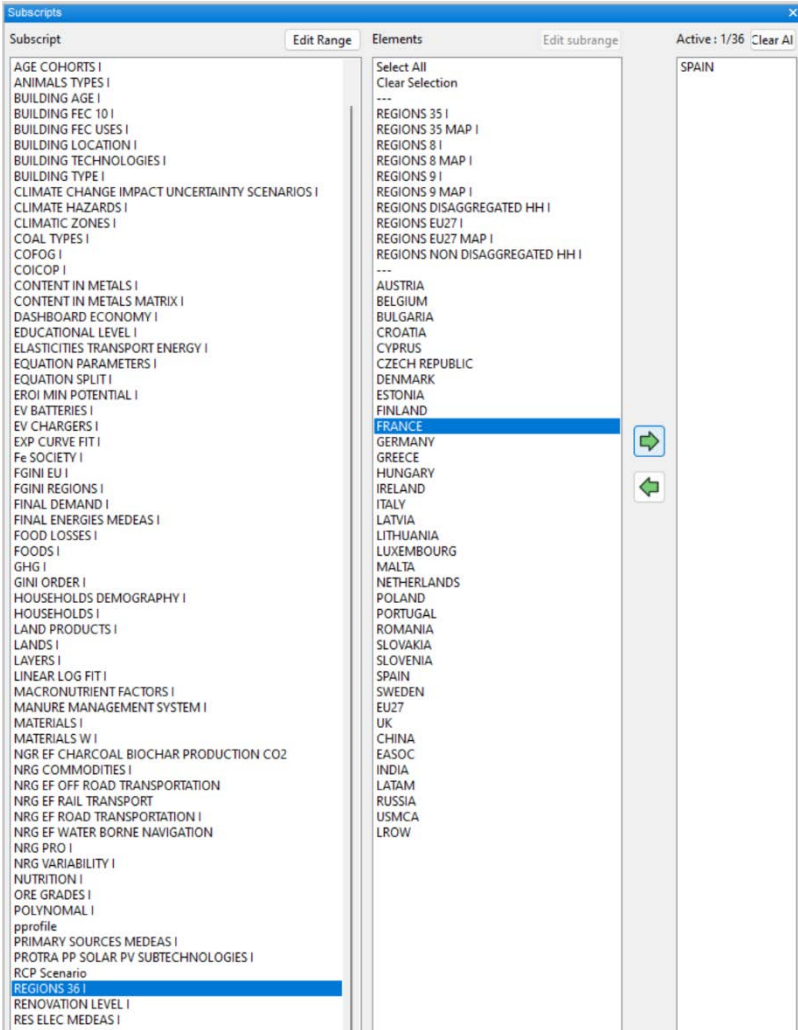 Subscripts
Subscript
Edit Range
AGE COHORTS I
ANIMALS TYPES I
BUILDING AGE I
BUILDING FEC 10 I
BUILDING FEC USES I
BUILDING LOCATION I
BUILDING TECHNOLOGIES I
BUILDING TYPE I
CLIMATE CHANGE IMPACT UNCERTAINTY SCENARIOS I
CLIMATE HAZARDS I
CLIMATIC ZONES I
COAL TYPES I
COFOG I
COICOP I
CONTENT IN METALS I
CONTENT IN METALS MATRIX I
DASHBOARD ECONOMY I
EDUCATIONAL LEVEL I
ELASTICITIES TRANSPORT ENERGY I
EQUATION PARAMETERS I
EQUATION SPLIT I
EROI MIN POTENTIAL I
EV BATTERIES I
EV CHARGERS I
EXP CURVE FIT I
Fe SOCIETY I
FGINI EU I
FGINI REGIONS I
FINAL DEMAND I
FINAL ENERGIES MEDEAS I
FOOD LOSSES I
FOODS I
GHG I
GINI ORDER I
HOUSEHOLDS DEMOGRAPHY I
HOUSEHOLDS I
LAND PRODUCTS I
LANDS I
LAYERS I
LINEAR LOG FIT I
MACRONUTRIENT FACTORS I
MANURE MANAGEMENT SYSTEM I
MATERIALS I
MATERIALS W I
NGR EF CHARCOAL BIOCHAR PRODUCTION CO2
NRG COMMODITIES I
NRG EF OFF ROAD TRANSPORTATION
NRG EF RAIL TRANSPORT
NRG EF ROAD TRANSPORTATION I
NRG EF WATER BORNE NAVIGATION
NRG PRO I
NRG VARIABILITY I
NUTRITION I
ORE GRADES I
POLYNOMAL I
pprofile
PRIMARY SOURCES MEDEAS I
PROTRA PP SOLAR PV SUBTECHNOLOGIES I
RCP Scenario
REGIONS 36 I
RENOVATION LEVEL I
RES ELEC MEDEAS I
Elements
Edit subrange
Select All
Clear Selection
---
REGIONS 35 I
REGIONS 35 MAP I
REGIONS 8 I
REGIONS 8 MAP I
REGIONS 9 I
REGIONS 9 MAP I
REGIONS DISAGGREGATED HH I
REGIONS EU27 I
REGIONS EU27 MAP I
REGIONS NON DISAGGREGATED HH I
---
AUSTRIA
BELGIUM
BULGARIA
CROATIA
CYPRUS
CZECH REPUBLIC
DENMARK
ESTONIA
FINLAND
FRANCE
GERMANY
GREECE
HUNGARY
IRELAND
ITALY
LATVIA
LITHUANIA
LUXEMBOURG
MALTA
NETHERLANDS
POLAND
PORTUGAL
ROMANIA
SLOVAKIA
SLOVENIA
SPAIN
SWEDEN
EU27
UK
CHINA
EASOC
INDIA
LATAM
RUSSIA
USMCA
LROW
Active : 1/36
Clear Al
SPAIN